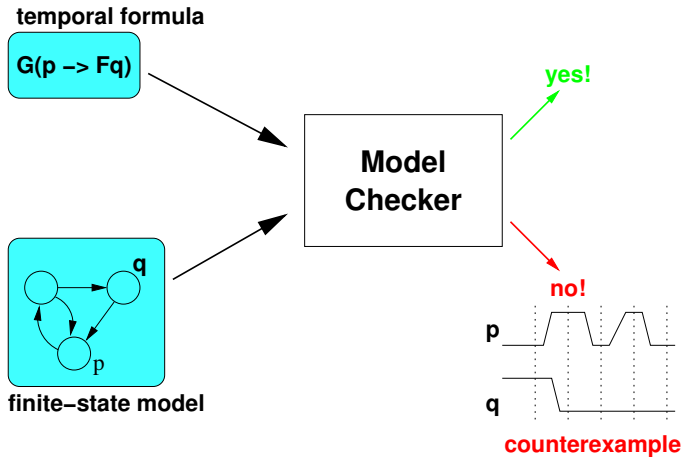 temporal formula
G(p −> Fq)
yes!
Model
Checker
q
p
no!
p
q
finite−state model
counterexample